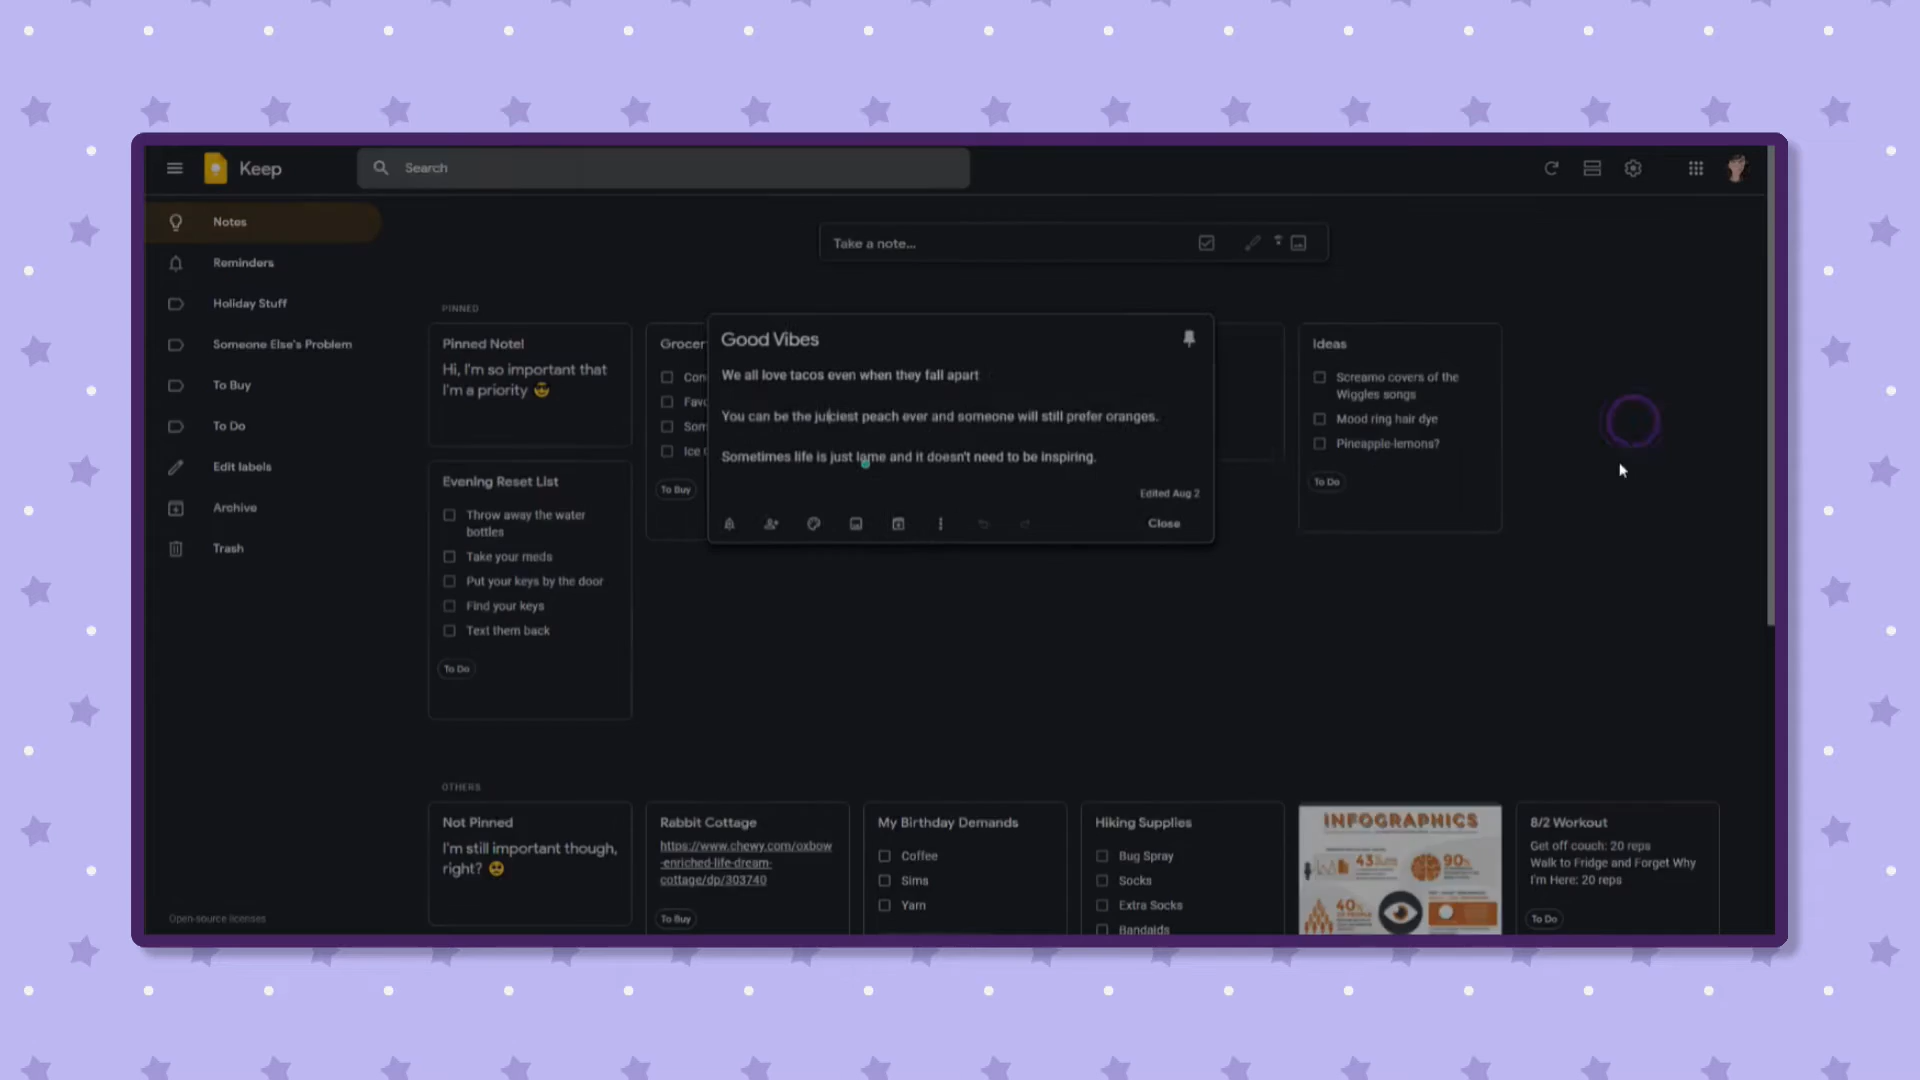 Keep
Search
Notes
Reminders
Holiday Stuff
Someone Else's Problem
To Buy
To Do
Edit labels
Archive
Trash
Open-source licenses
Take a note...
PINNED
Pinned Note!
Hi, I'm so important that
I'm a priority
Evening Reset List
Throw away the water
bottles
Take your meds
Put your keys by the door
Find your keys
Text them back
To Do
To Buy
Good Vibes
We all love tacos even when they fall apart
You can be the juiciest peach ever and someone will still prefer oranges.
Sometimes life is just lame and it doesn't need to be inspiring.
Edited Aug 2
Close
Ideas
Screamo covers of the
Wiggles songs
Mood ring hair dye
Pineapple-lemons?
To Do
OTHERS
Not Pinned
I'm still important though,
right?
Rabbit Cottage
https://www.chewy.com/oxbow
-enriched-life-dream-
cottage/dp/303740
To Buy
My Birthday Demands
Coffee
Sims
Yarn
Hiking Supplies
Bug Spray
Socks
Extra Socks
Bandaids
INFOGRAPHICS
43%
90%
40%
8/2 Workout
Get off couch: 20 reps
Walk to Fridge and Forget Why
I'm Here: 20 reps
To Do